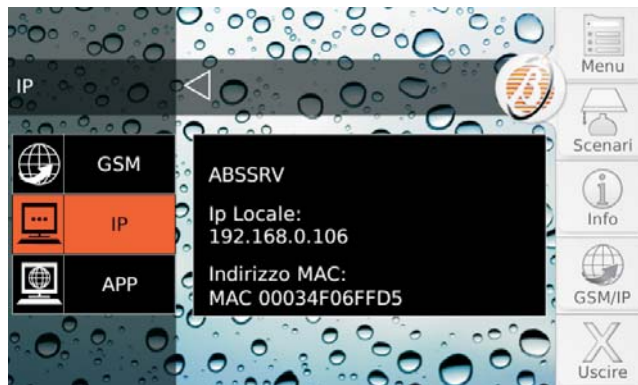 IP
GSM
IP
APP
ABSSRV
Ip Locale:
192.168.0.106
Indirizzo MAC:
MAC 00034F06FFD5
Menu
Scenari
Info
GSM/IP
Uscire